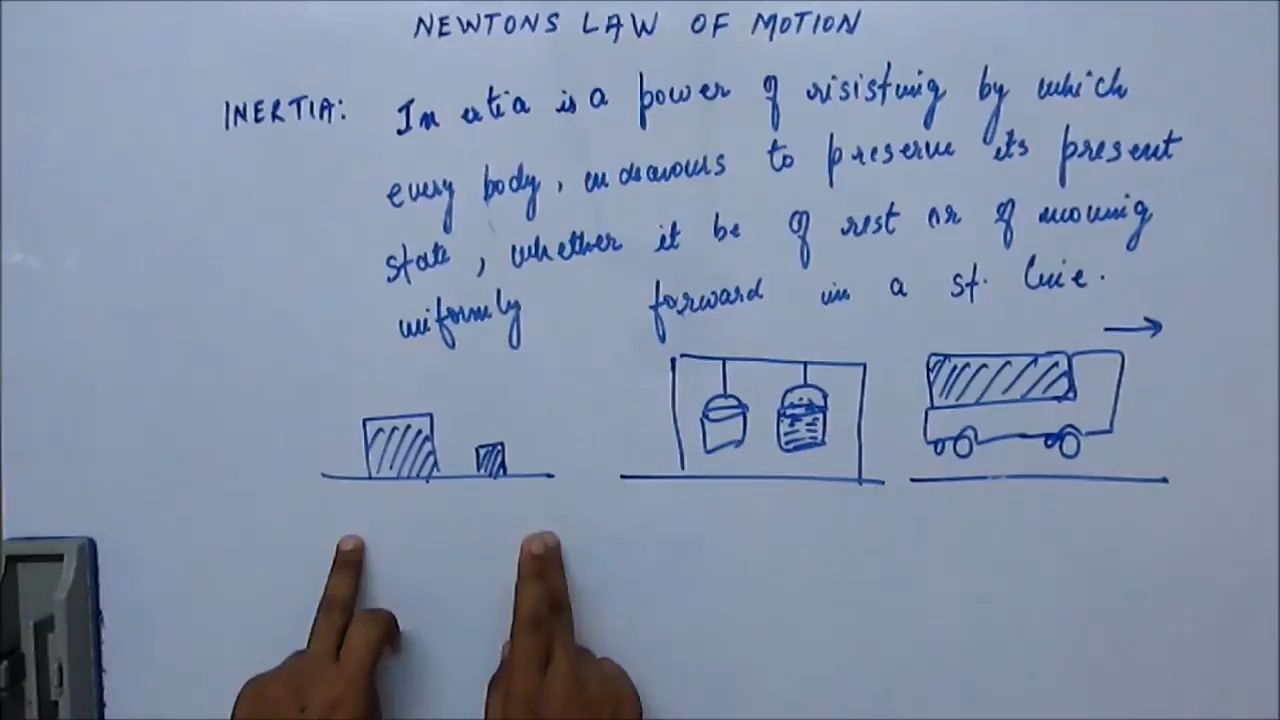 NEWTONS LAW OF MOTION
INERTIA: Inertia is a power of risisting by which
every body, endeavours to preserve its present
state, whether it be of rest or of moving
uniformly forward in a st. line.